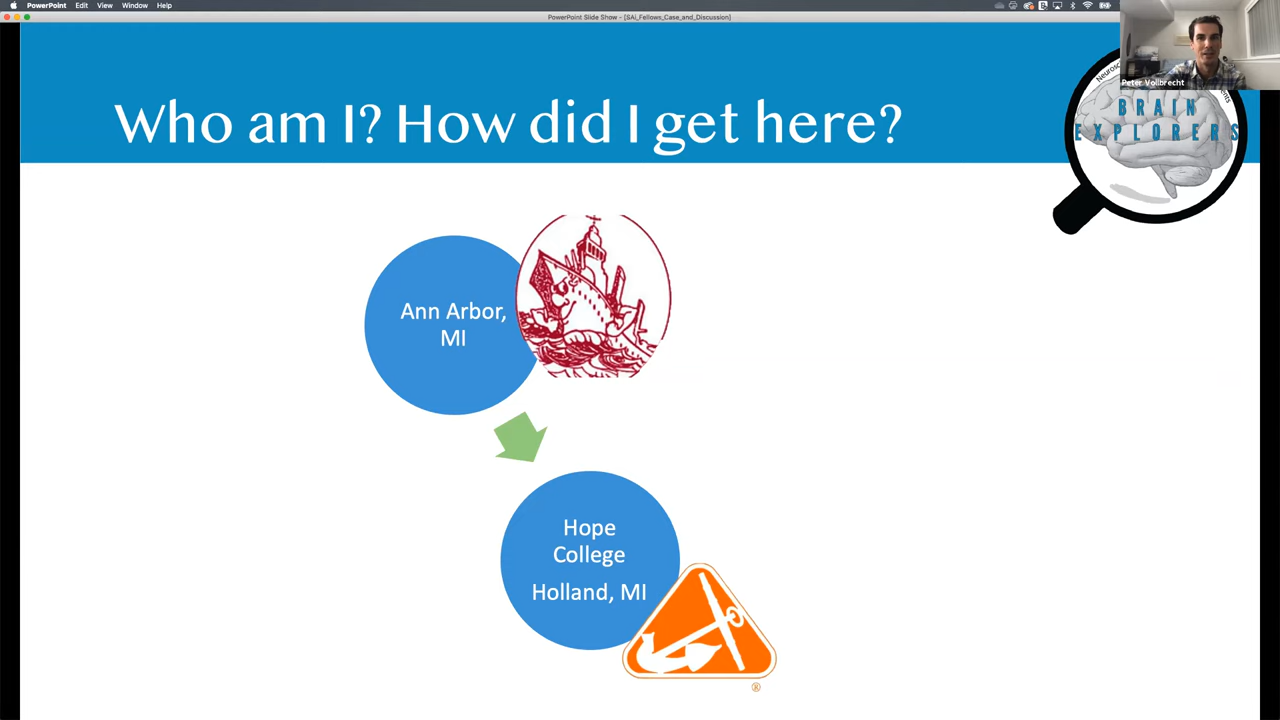 PowerPoint Edit View Window Help
PowerPoint Slide Show - [SAi_Fellows_Case_and_Discussion]
Peter Vollbrecht
Who am I? How did I get here?
BRAIN
EXPLORERS
Ann Arbor,
MI
Hope
College
Holland, MI
®